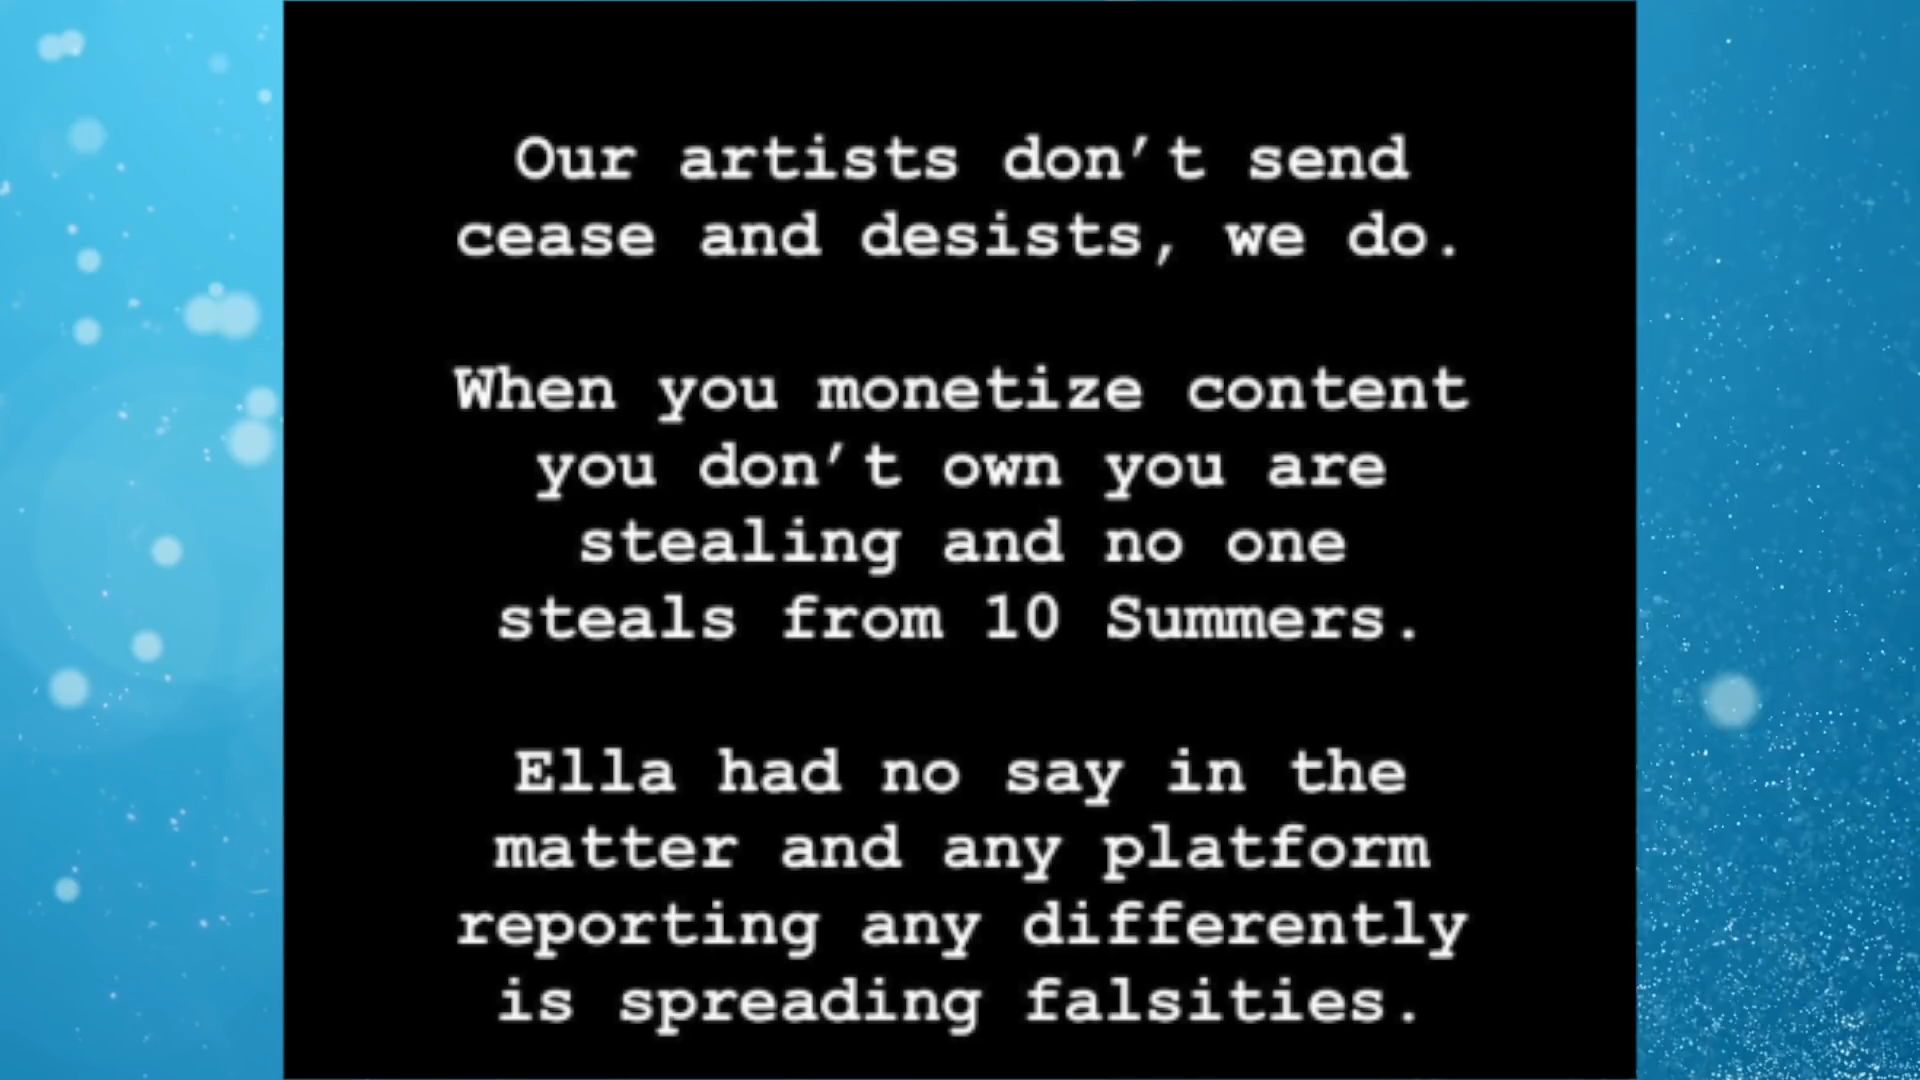 Our artists don’t send
cease and desists, we do.
When you monetize content
you don’t own you are
stealing and no one
steals from 10 Summers.
Ella had no say in the
matter and any platform
reporting any differently
is spreading falsities.